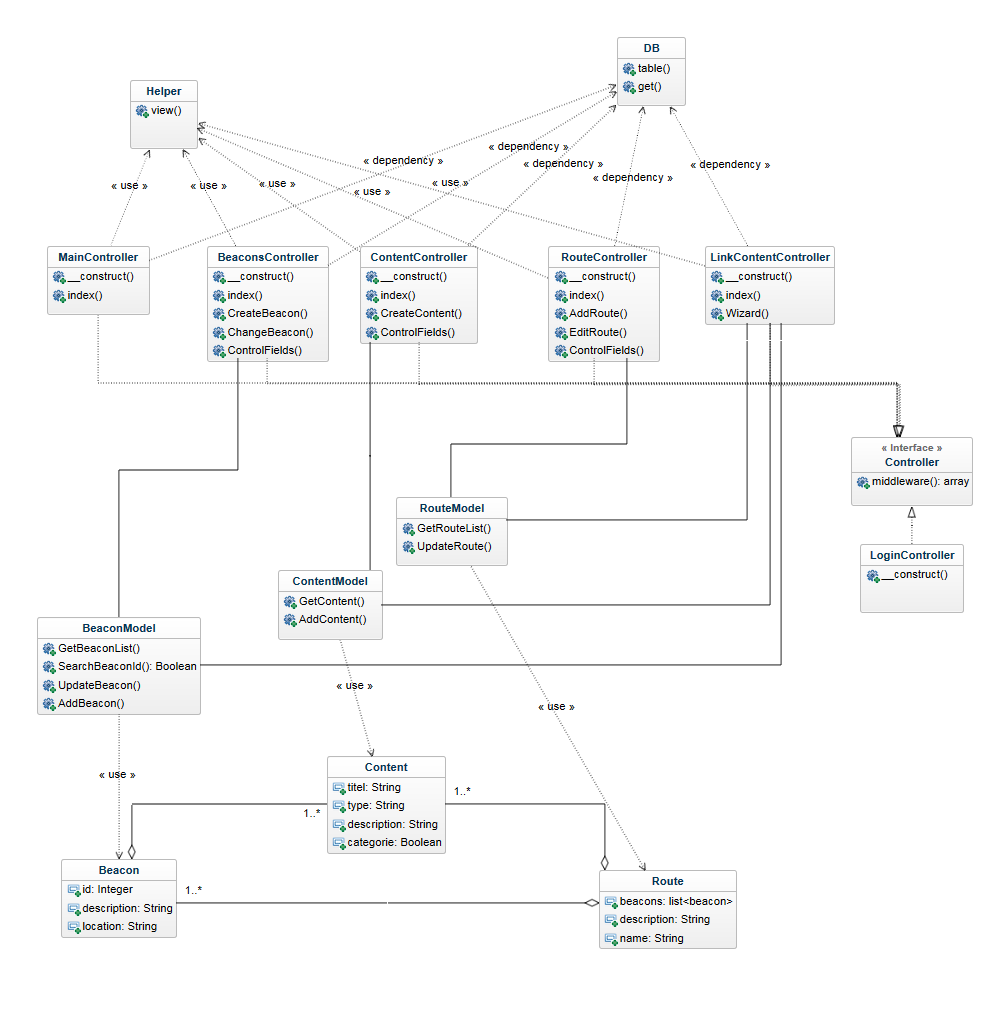 DB
table()
get()
Helper
view()
« dependency »
« dependency »
« dependency »
« dependency »
« dependency »
« use »
« use »
« use »
« use »
« use »
MainController
__construct()
index()
BeaconsController
__construct()
index()
CreateBeacon()
ChangeBeacon()
ControlFields()
ContentController
__construct()
index()
CreateContent()
ControlFields()
RouteController
__construct()
index()
AddRoute()
EditRoute()
ControlFields()
LinkContentController
__construct()
index()
Wizard()
« Interface »
Controller
middleware(): array
LoginController
__construct()
RouteModel
GetRouteList()
UpdateRoute()
ContentModel
GetContent()
AddContent()
BeaconModel
GetBeaconList()
SearchBeaconId(): Boolean
UpdateBeacon()
AddBeacon()
« use »
« use »
« use »
Content
titel: String
type: String
description: String
categorie: Boolean
1..*
1..*
Beacon
id: Integer
description: String
location: String
1..*
Route
beacons: list<beacon>
description: String
name: String